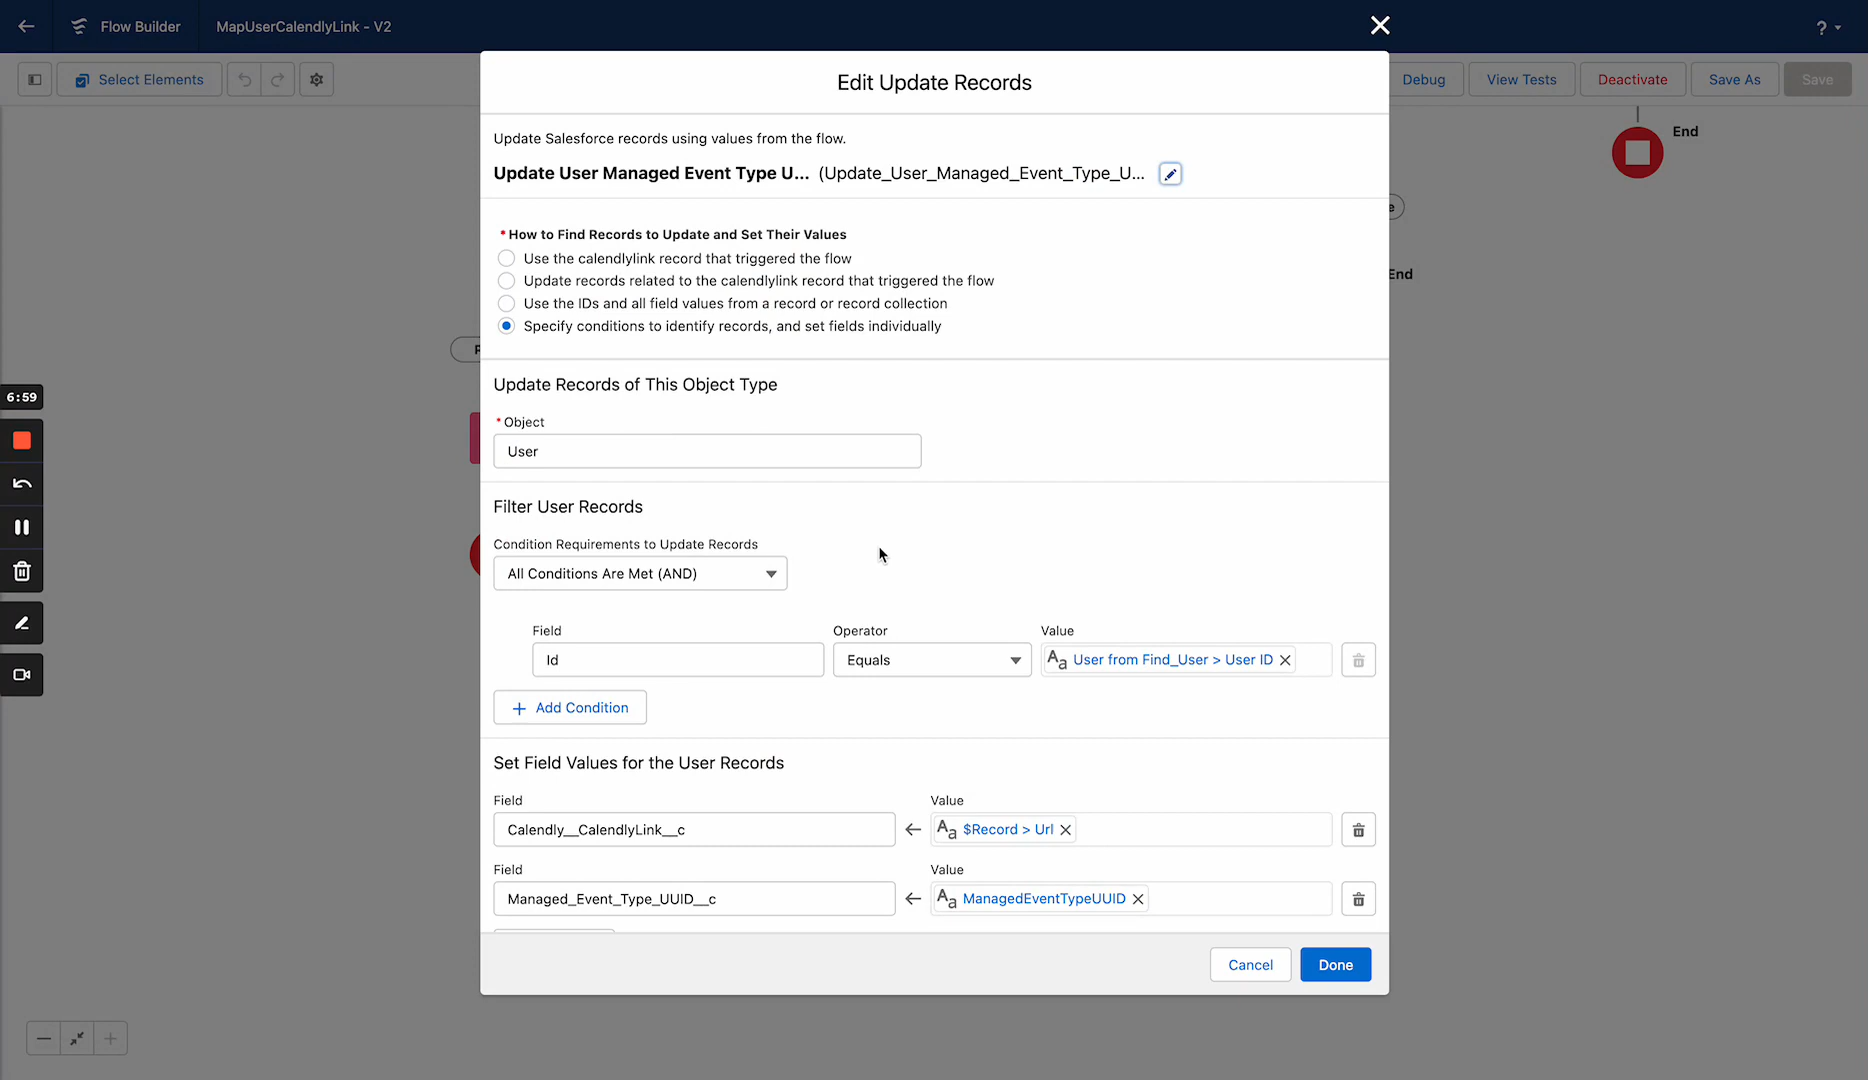 Flow Builder
MapUserCalendlyLink - V2
?
Select Elements
Debug
View Tests
Deactivate
Save As
Save
Edit Update Records
Update Salesforce records using values from the flow.
Update User Managed Event Type U... (Update_User_Managed_Event_Type_U...
* How to Find Records to Update and Set Their Values
Use the calendlylink record that triggered the flow
Update records related to the calendlylink record that triggered the flow
Use the IDs and all field values from a record or record collection
Specify conditions to identify records, and set fields individually
End
e
End
6:59
Update Records of This Object Type
* Object
User
Filter User Records
Condition Requirements to Update Records
All Conditions Are Met (AND)
Field Operator Value
Id Equals Aa User from Find_User > User ID
Add Condition
Set Field Values for the User Records
Field Value
Calendly__CalendlyLink__c Aa $Record > Url
Field Value
Managed_Event_Type_UUID__c Aa ManagedEventTypeUUID
Cancel
Done